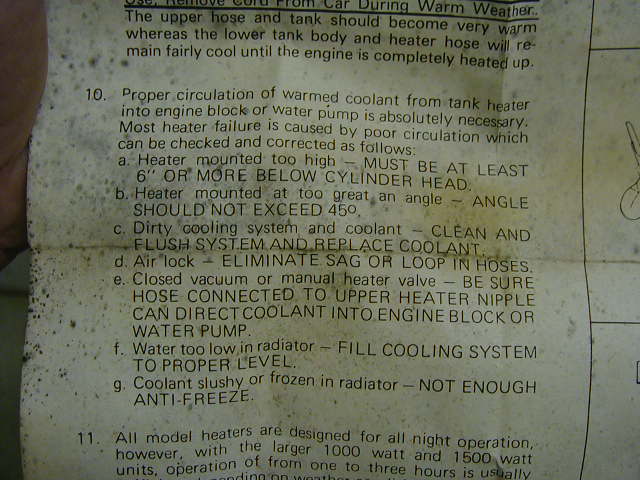 Use, Remove Cord From Car During Warm Weather.
The upper hose and tank should become very warm
whereas the lower tank body and heater hose will re-
main fairly cool until the engine is completely heated up.
10. Proper circulation of warmed coolant from tank heater
into engine block or water pump is absolutely necessary.
Most heater failure is caused by poor circulation which
can be checked and corrected as follows:
a. Heater mounted too high – MUST BE AT LEAST
6" OR MORE BELOW CYLINDER HEAD.
b. Heater mounted at too great an angle – ANGLE
SHOULD NOT EXCEED 45º.
c. Dirty cooling system and coolant – CLEAN AND
FLUSH SYSTEM AND REPLACE COOLANT.
d. Air lock – ELIMINATE SAG OR LOOP IN HOSES.
e. Closed vacuum or manual heater valve – BE SURE
HOSE CONNECTED TO UPPER HEATER NIPPLE
CAN DIRECT COOLANT INTO ENGINE BLOCK OR
WATER PUMP.
f. Water too low in radiator – FILL COOLING SYSTEM
TO PROPER LEVEL.
g. Coolant slushy or frozen in radiator – NOT ENOUGH
ANTI-FREEZE.
11. All model heaters are designed for all night operation,
however, with the larger 1000 watt and 1500 watt
units, operation of from one to three hours is usually